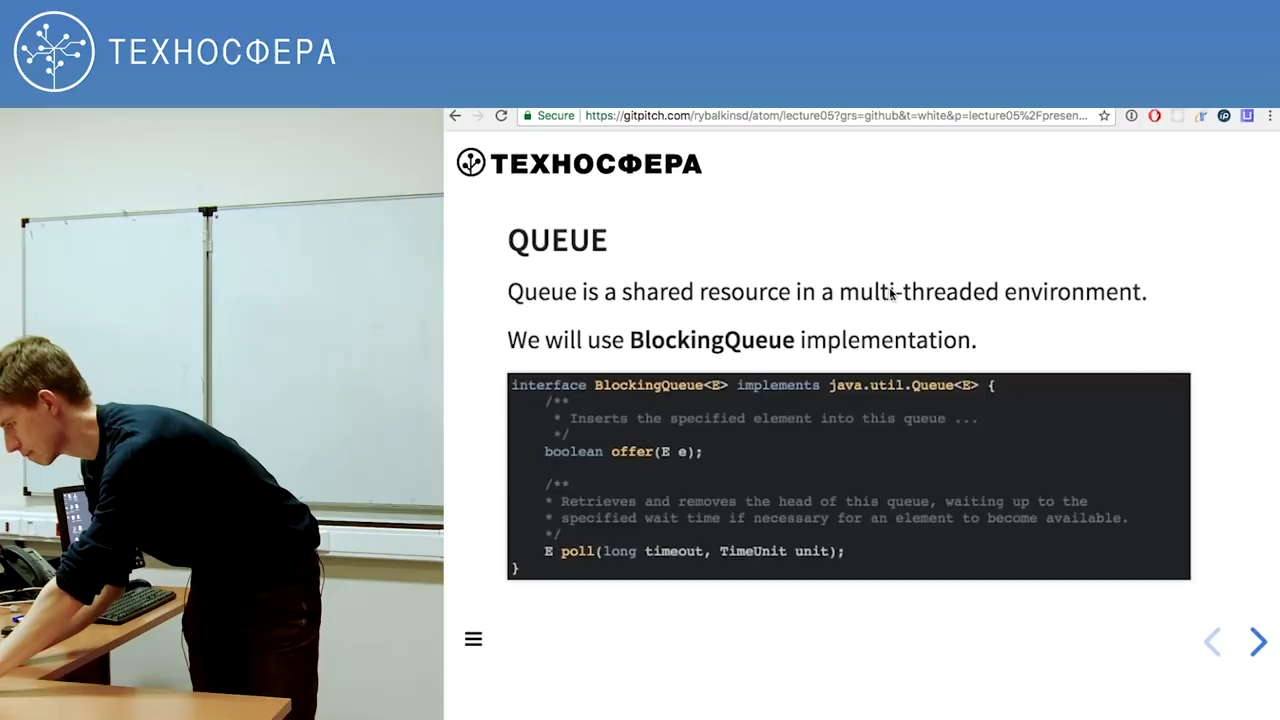 ТЕХНОСФЕРА
Secure
https://gitpitch.com/rybalkinsd/atom/lecture05?grs=github&t=white&p=lecture05%2Fpresen...
ТЕХНОСФЕРА
QUEUE
Queue is a shared resource in a multi-threaded environment.
We will use BlockingQueue implementation.
interface BlockingQueue<E> implements java.util.Queue<E> {
/**
* Inserts the specified element into this queue ...
*/
boolean offer(E e);
/**
* Retrieves and removes the head of this queue, waiting up to the
* specified wait time if necessary for an element to become available.
*/
E poll(long timeout, TimeUnit unit);
}